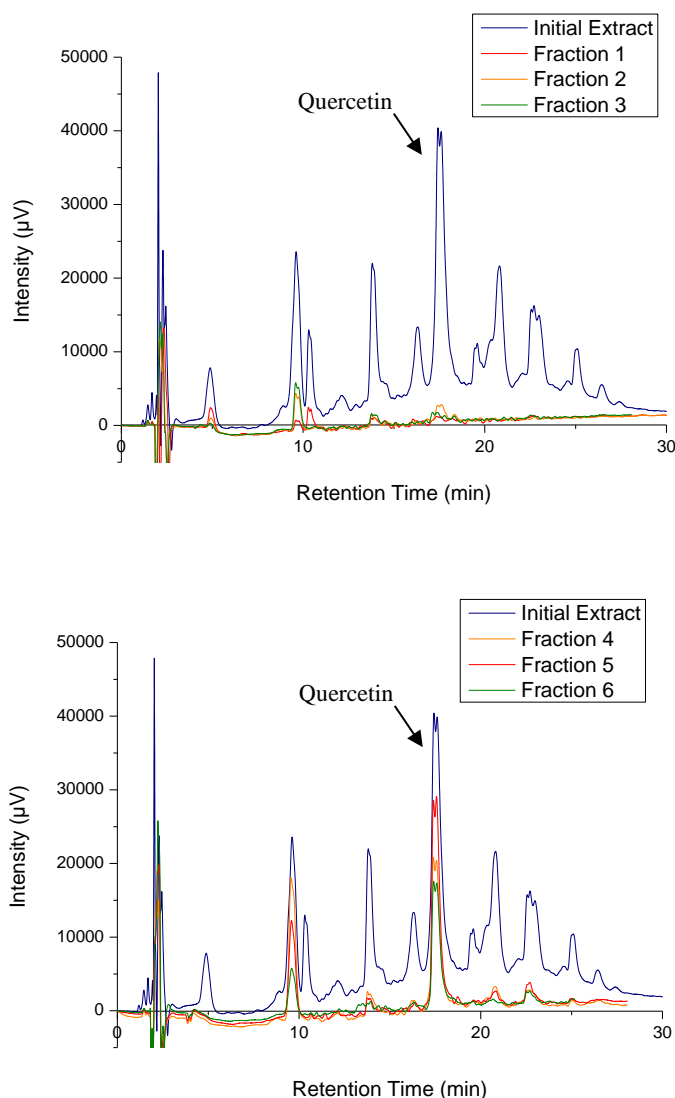 Initial Extract
Fraction 1
Fraction 2
Fraction 3
Quercetin
50000
40000
30000
20000
10000
0
Intensity (µV)
0 10 20 30
Retention Time (min)
Initial Extract
Fraction 4
Fraction 5
Fraction 6
Quercetin
50000
40000
30000
20000
10000
0
Intensity (µV)
0 10 20 30
Retention Time (min)